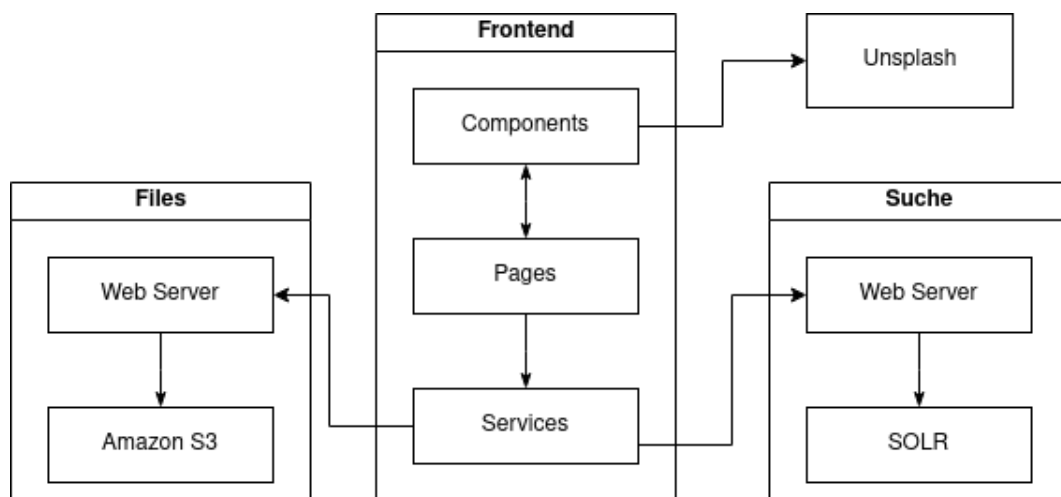 Frontend
Unsplash
Components
Files
Suche
Web Server
Pages
Web Server
Amazon S3
Services
SOLR